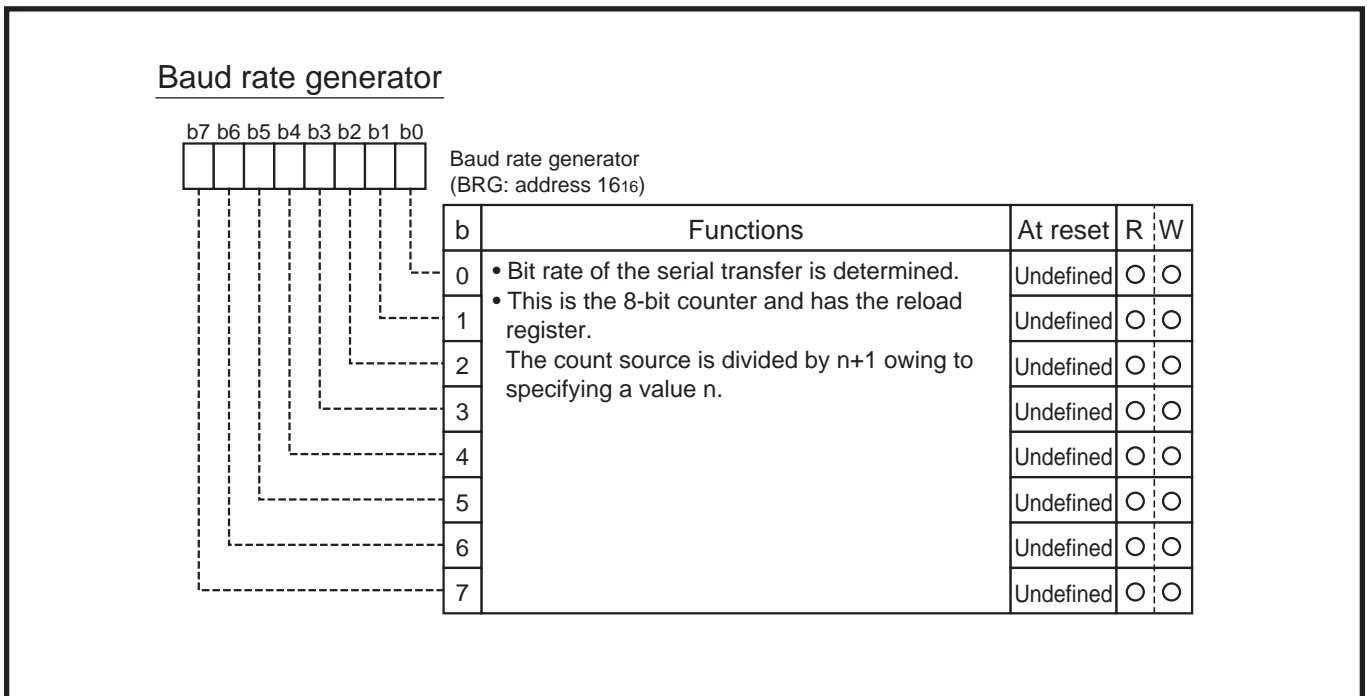 Baud rate generator
b7 b6 b5 b4 b3 b2 b1 b0
Baud rate generator
(BRG: address 1616)
b Functions At reset R W
0 • Bit rate of the serial transfer is determined. Undefined ○ ○
• This is the 8-bit counter and has the reload
1 register. Undefined ○ ○
2 The count source is divided by n+1 owing to Undefined ○ ○
specifying a value n.
3 Undefined ○ ○
4 Undefined ○ ○
5 Undefined ○ ○
6 Undefined ○ ○
7 Undefined ○ ○